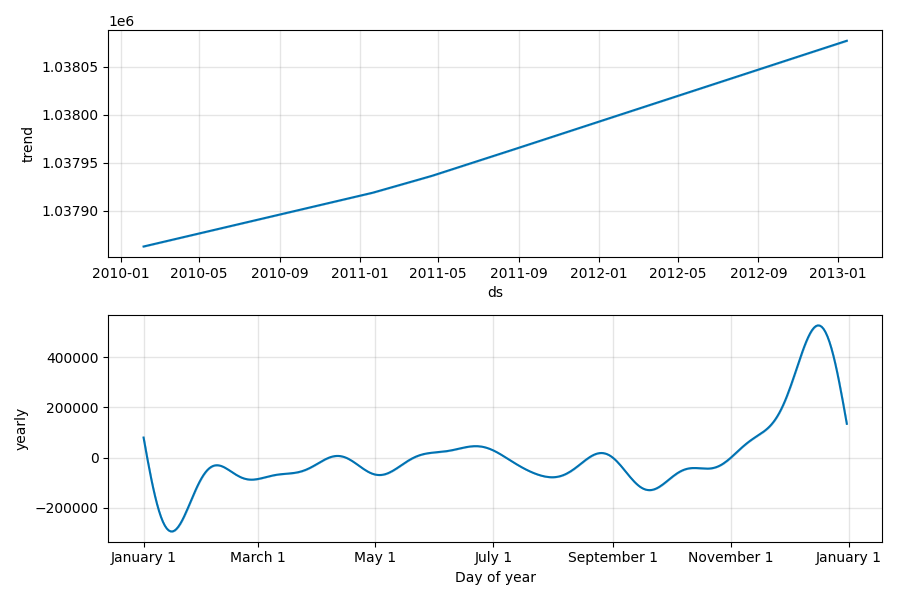 1e6
1.03805
1.03800
1.03795
1.03790
trend
2010-01 2010-05 2010-09 2011-01 2011-05 2011-09 2012-01 2012-05 2012-09 2013-01
ds
400000
200000
0
−200000
yearly
January 1 March 1 May 1 July 1 September 1 November 1 January 1
Day of year